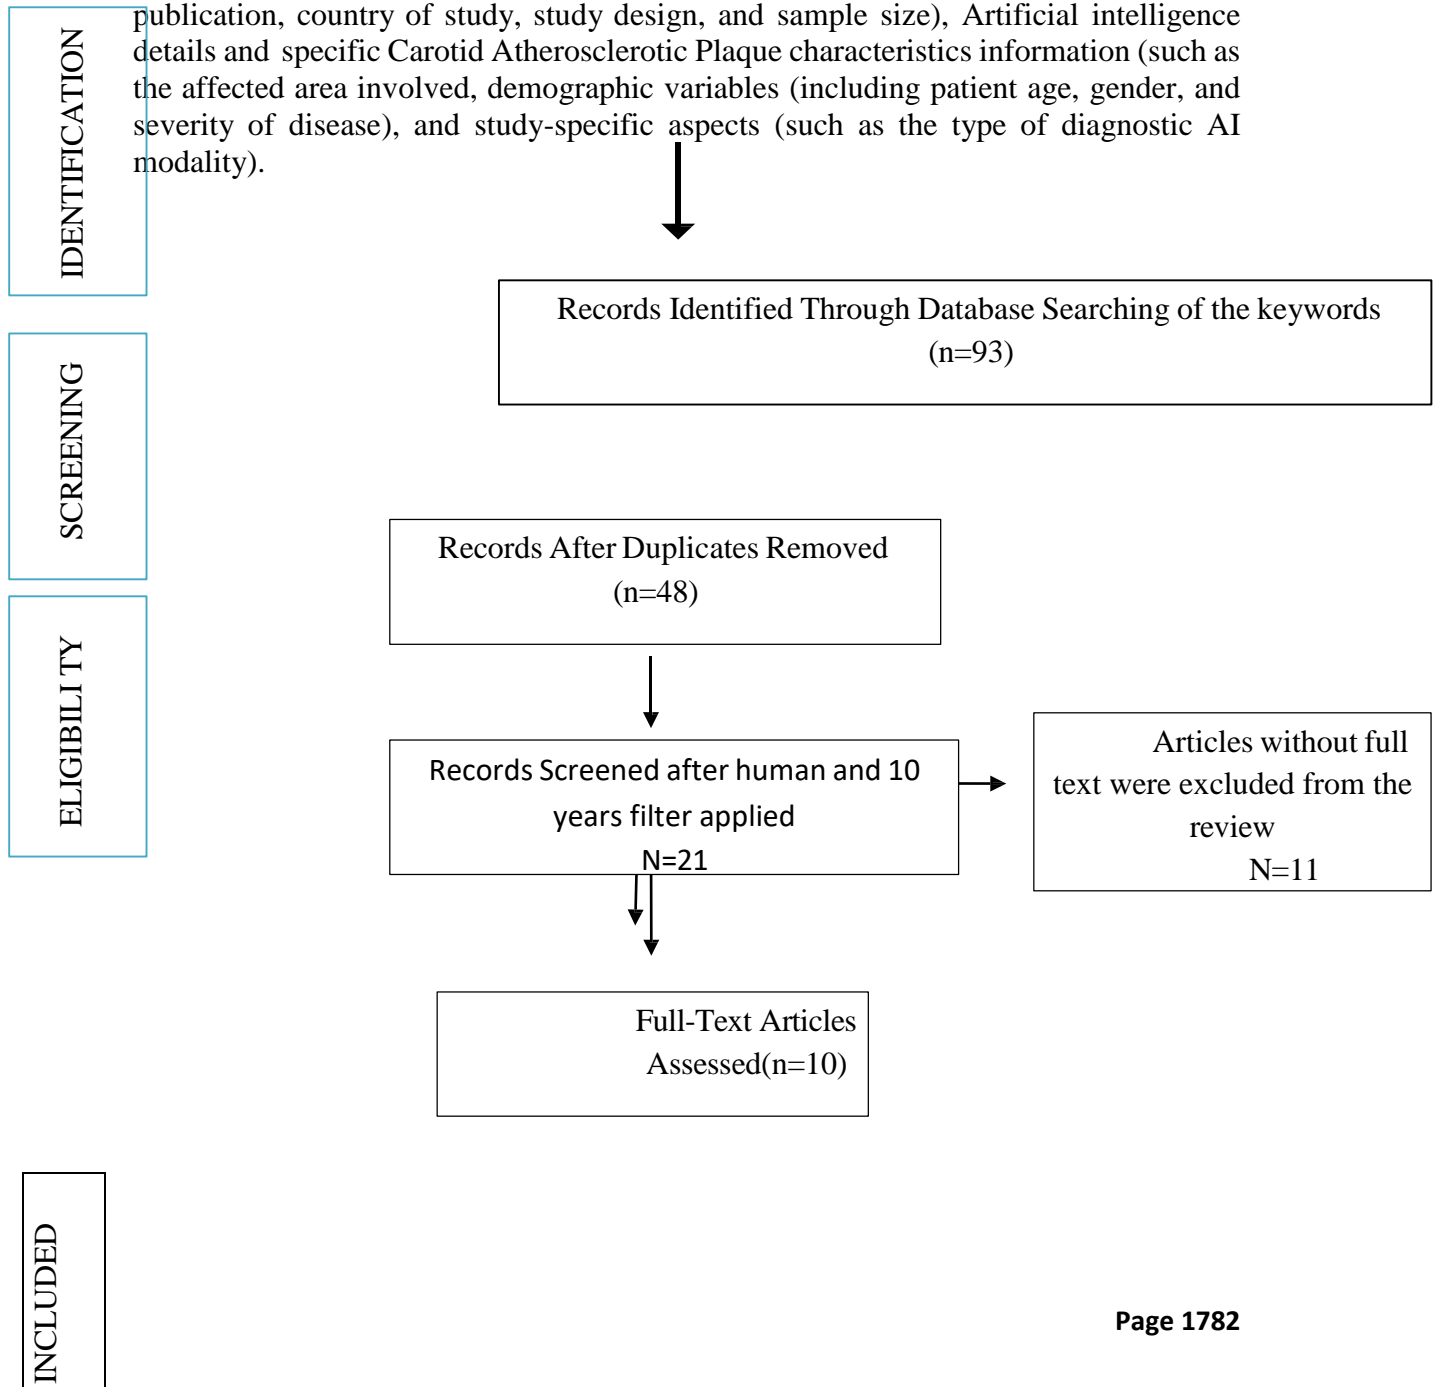 publication, country of study, study design, and sample size), Artificial intelligence
details and specific Carotid Atherosclerotic Plaque characteristics information (such as
the affected area involved, demographic variables (including patient age, gender, and
severity of disease), and study-specific aspects (such as the type of diagnostic AI
modality).
IDENTIFICATION
Records Identified Through Database Searching of the keywords
(n=93)
SCREENING
Records After Duplicates Removed
(n=48)
ELIGIBILI TY
Records Screened after human and 10
years filter applied
N=21
Articles without full
text were excluded from the
review
N=11
Full-Text Articles
Assessed(n=10)
INCLUDED
Page 1782